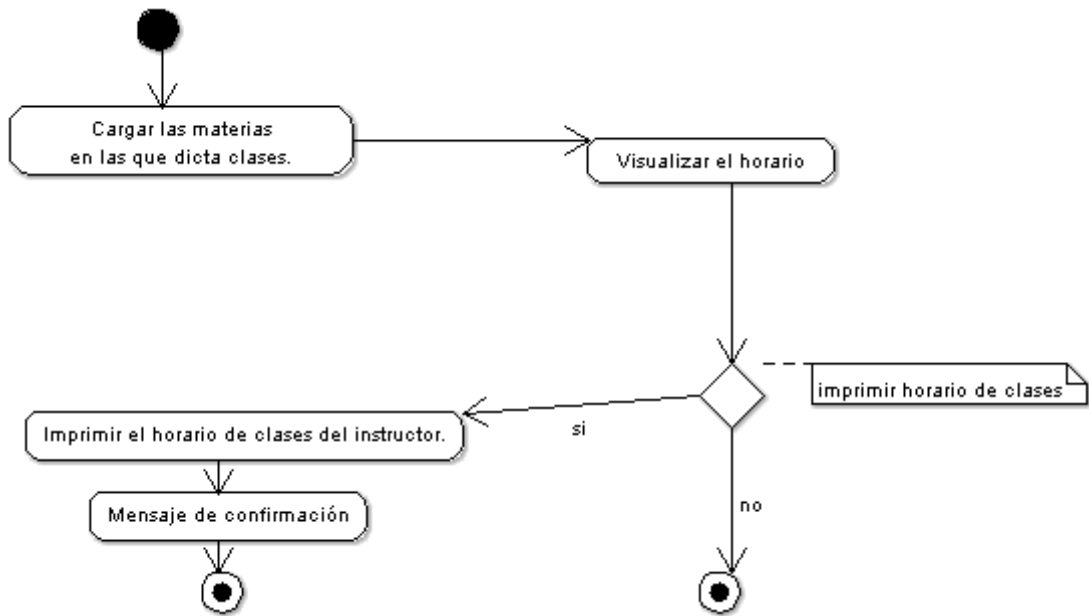 Cargar las materias
en las que dicta clases.
Visualizar el horario
imprimir horario de clases
si
Imprimir el horario de clases del instructor.
no
Mensaje de confirmación